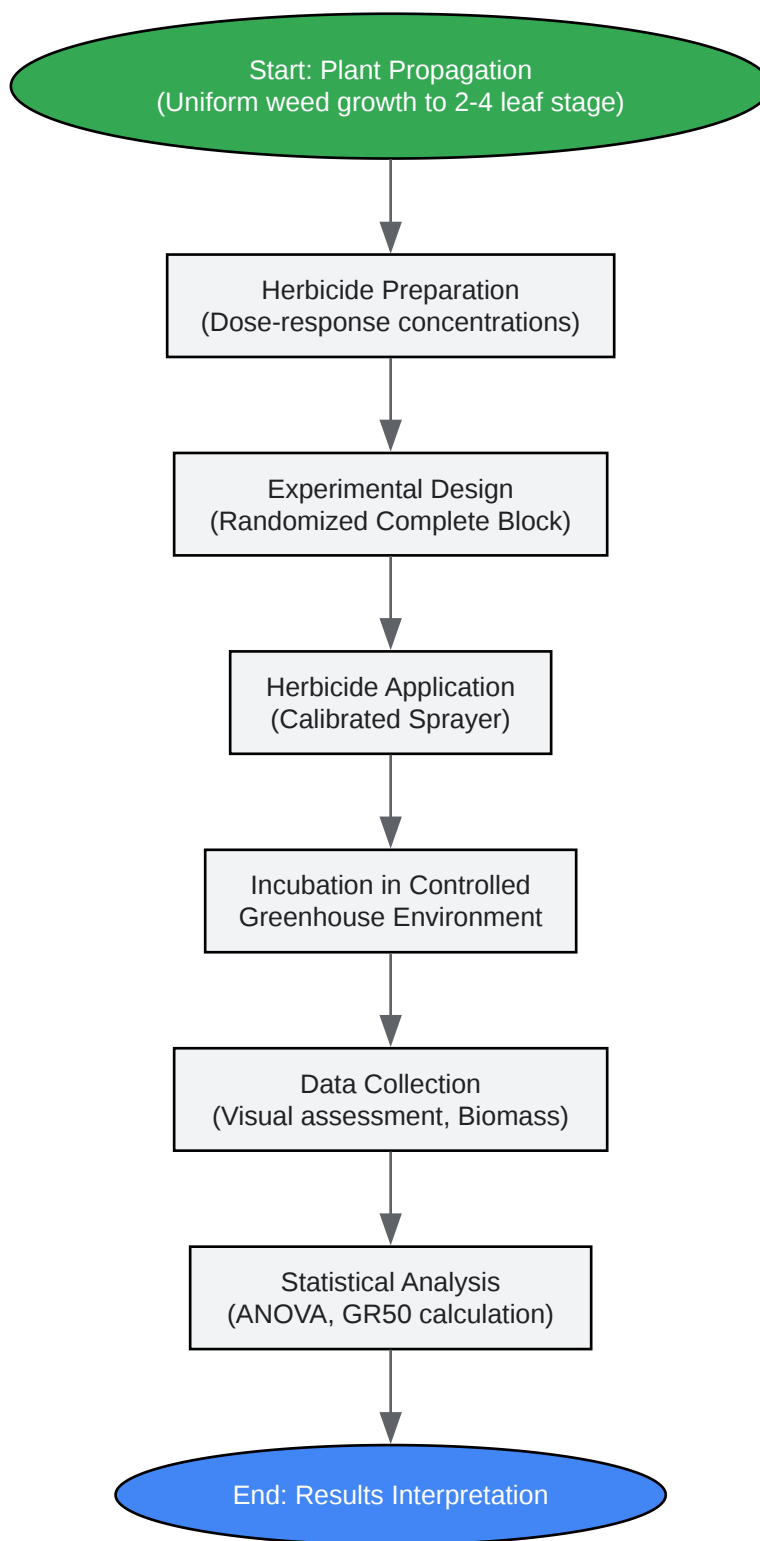 Start: Plant Propagation
(Uniform weed growth to 2-4 leaf stage)
Herbicide Preparation
(Dose-response concentrations)
Experimental Design
(Randomized Complete Block)
Herbicide Application
(Calibrated Sprayer)
Incubation in Controlled
Greenhouse Environment
Data Collection
(Visual assessment, Biomass)
Statistical Analysis
(ANOVA, GR50 calculation)
End: Results Interpretation